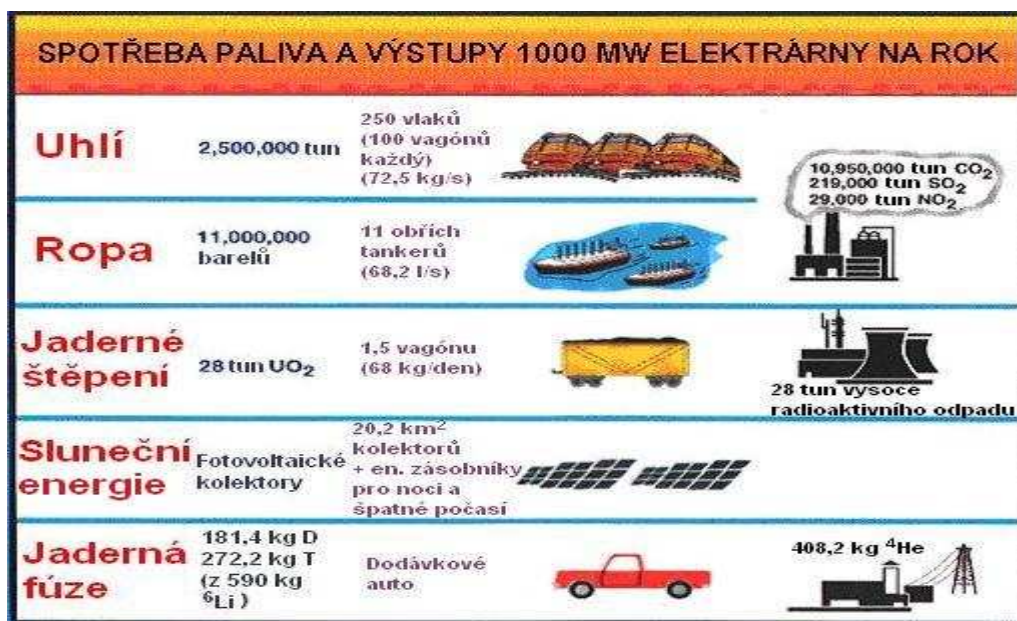 SPOTŘEBA PALIVA A VÝSTUPY 1000 MW ELEKTRÁRNY NA ROK
Uhlí
2,500,000 tun
250 vlaků
(100 vagónů
každý)
(72,5 kg/s)
10,950,000 tun CO₂
219,000 tun SO₂
29,000 tun NO₂
Ropa
11,000,000
barelů
11 obřích
tankerů
(68,2 l/s)
Jaderné
štěpení
28 tun UO₂
1,5 vagónu
(68 kg/den)
28 tun vysoce
radioaktivního odpadu
Sluneční
energie
Fotovoltaické
kolektory
20,2 km²
kolektorů
+ en. zásobníky
pro noci a
špatné počasí
Jaderná
fúze
181,4 kg D
272,2 kg T
(z 590 kg
⁶Li )
Dodávkové
auto
408,2 kg ⁴He